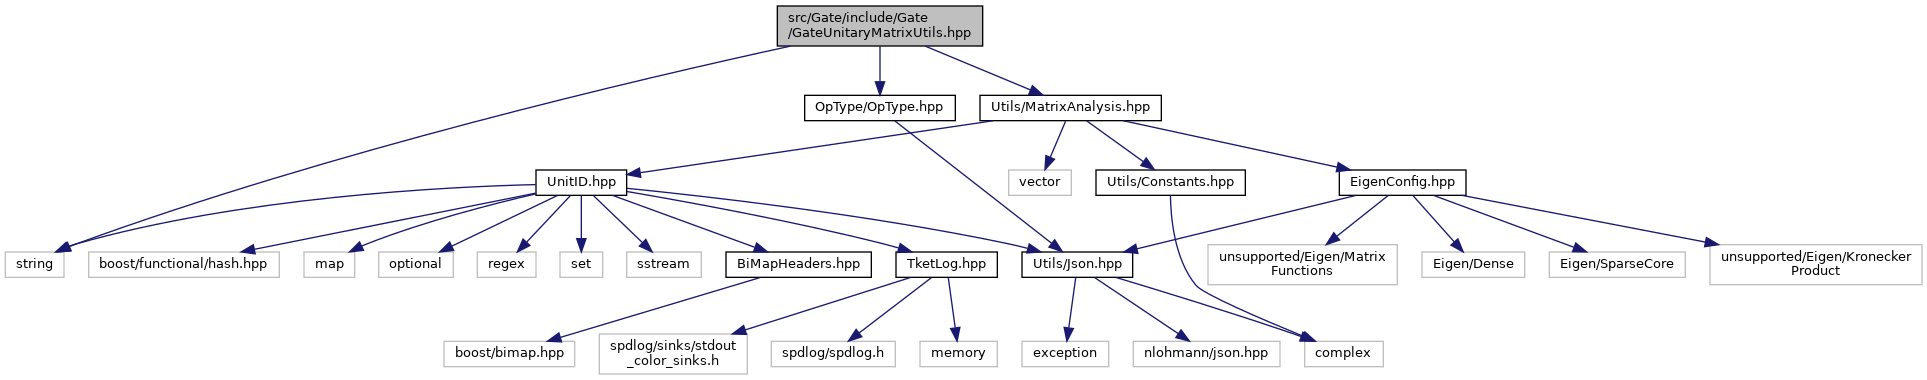 src/Gate/include/Gate
/GateUnitaryMatrixUtils.hpp
OpType/OpType.hpp
Utils/MatrixAnalysis.hpp
UnitID.hpp
vector
Utils/Constants.hpp
EigenConfig.hpp
string
boost/functional/hash.hpp
map
optional
regex
set
sstream
BiMapHeaders.hpp
TketLog.hpp
Utils/Json.hpp
unsupported/Eigen/Matrix
Functions
Eigen/Dense
Eigen/SparseCore
unsupported/Eigen/Kronecker
Product
boost/bimap.hpp
spdlog/sinks/stdout
_color_sinks.h
spdlog/spdlog.h
memory
exception
nlohmann/json.hpp
complex